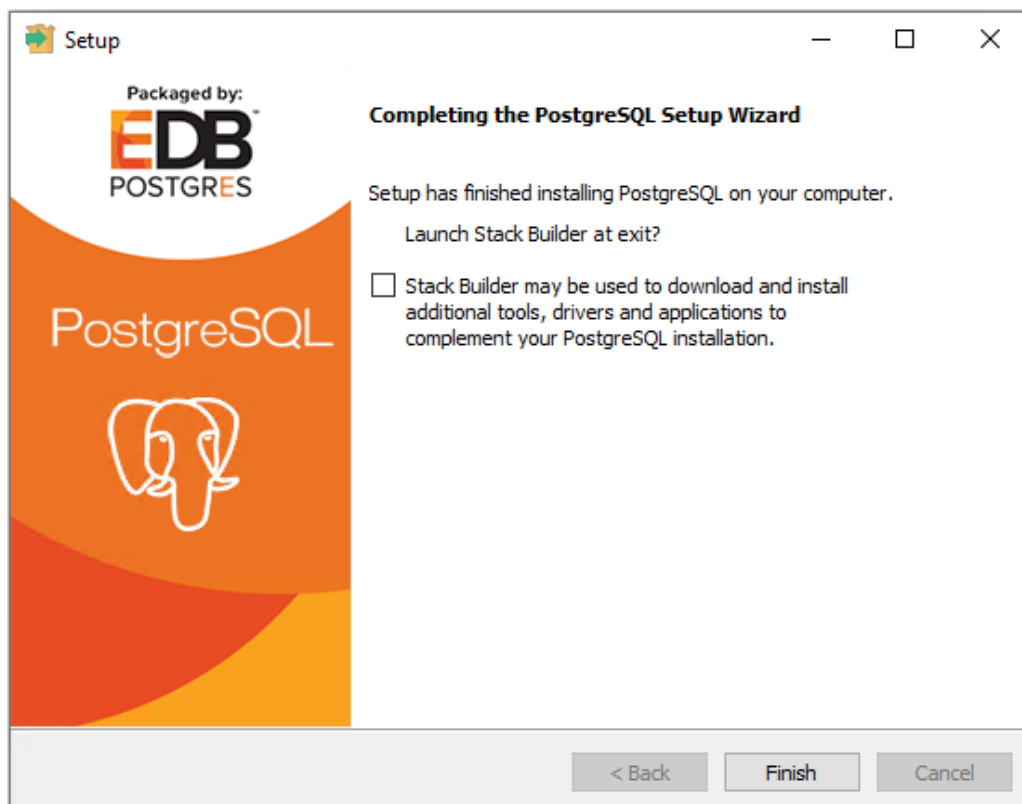 Setup
Packaged by:
EDB™
POSTGRES
PostgreSQL
Completing the PostgreSQL Setup Wizard
Setup has finished installing PostgreSQL on your computer.
Launch Stack Builder at exit?
Stack Builder may be used to download and install
additional tools, drivers and applications to
complement your PostgreSQL installation.
< Back
Finish
Cancel